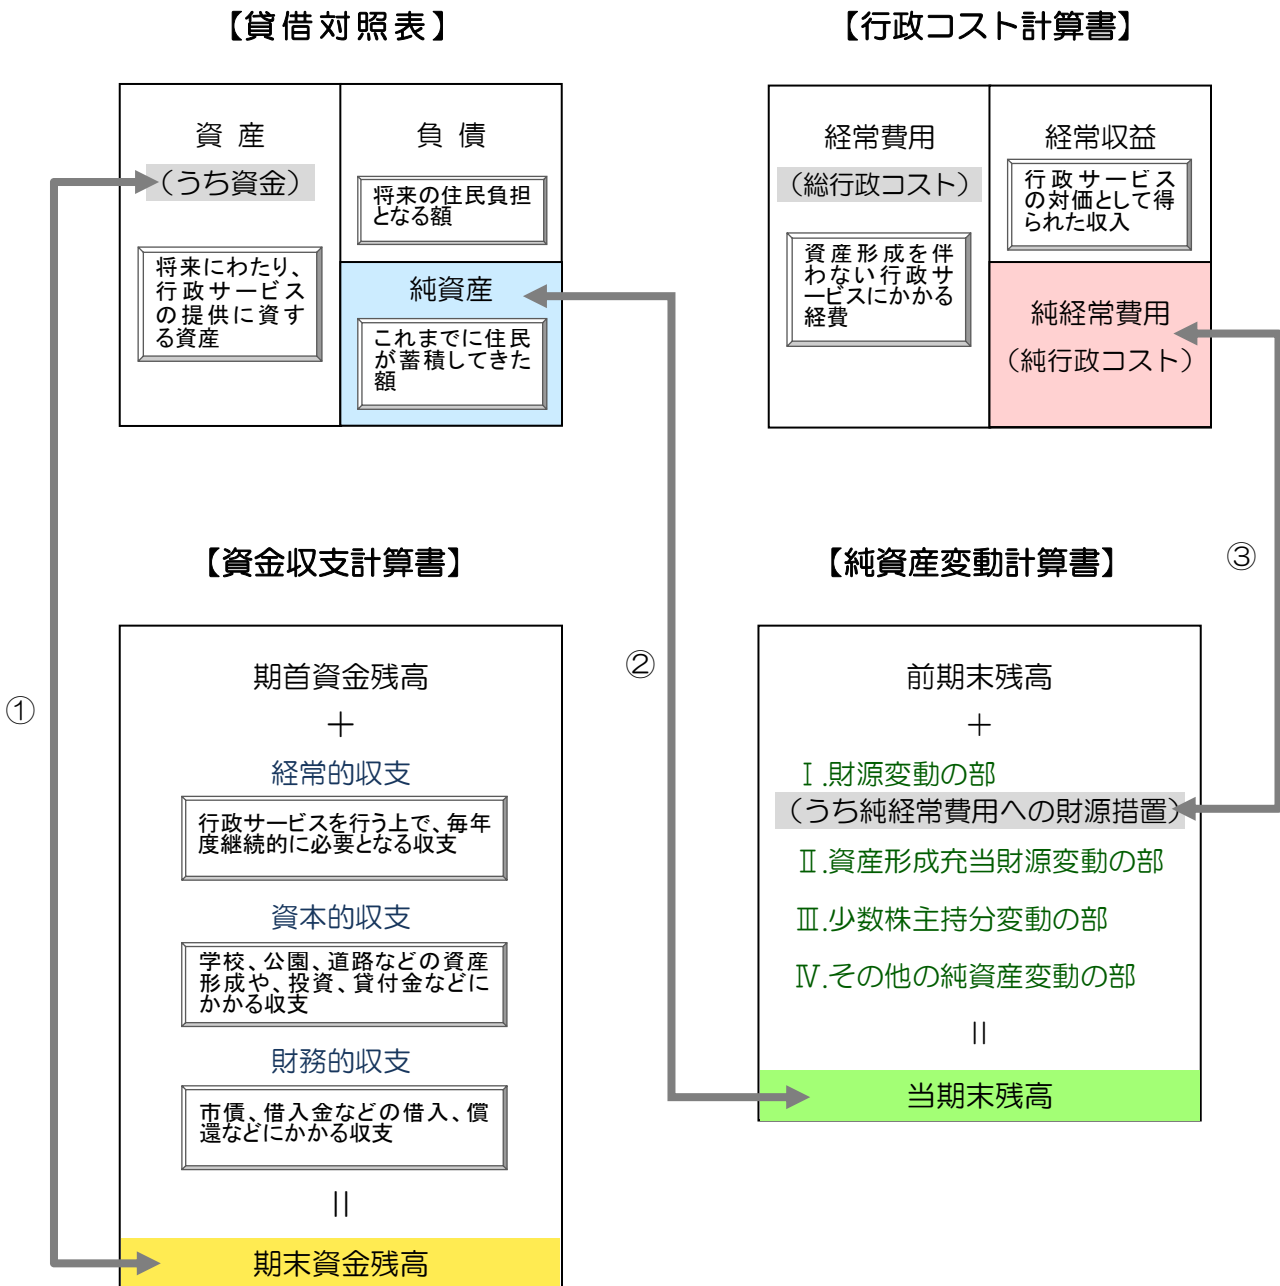 【貸借対照表】
資産
（うち資金）
将来にわたり、
行政サービス
の提供に資す
る資産
負債
将来の住民負担
となる額
純資産
これまでに住民
が蓄積してきた
額
【行政コスト計算書】
経常費用
（総行政コスト）
資産形成を伴
わない行政サ
ービスにかかる
経費
経常収益
行政サービス
の対価として得
られた収入
純経常費用
（純行政コスト）
【資金収支計算書】
期首資金残高
＋
経常的収支
行政サービスを行う上で、毎年
度継続的に必要となる収支
資本的収支
学校、公園、道路などの資産
形成や、投資、貸付金などに
かかる収支
財務的収支
市債、借入金などの借入、償
還などにかかる収支
＝
期末資金残高
【純資産変動計算書】
前期末残高
＋
Ⅰ.財源変動の部
（うち純経常費用への財源措置）
Ⅱ.資産形成充当財源変動の部
Ⅲ.少数株主持分変動の部
Ⅳ.その他の純資産変動の部
＝
当期末残高
①
②
③